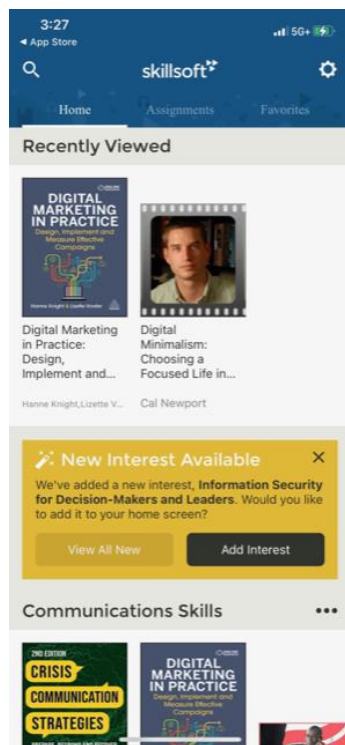 3:27
5G+
◄ App Store
skillsoft
Home Assignments Favorites
Recently Viewed
DIGITAL
MARKETING
IN PRACTICE
Design, Implement and
Measure Effective
Campaigns
Hanne Knight & Lizette Vorster
Digital Marketing
in Practice:
Design,
Implement and...
Hanne Knight,Lizette V...
Digital
Minimalism:
Choosing a
Focused Life in...
Cal Newport
New Interest Available
We've added a new interest, Information Security
for Decision-Makers and Leaders. Would you like
to add it to your home screen?
View All New
Add Interest
Communications Skills
2ND EDITION
CRISIS
COMMUNICATION
STRATEGIES
DIGITAL
MARKETING
IN PRACTICE
Design, Implement and
Measure Effective
Campaigns